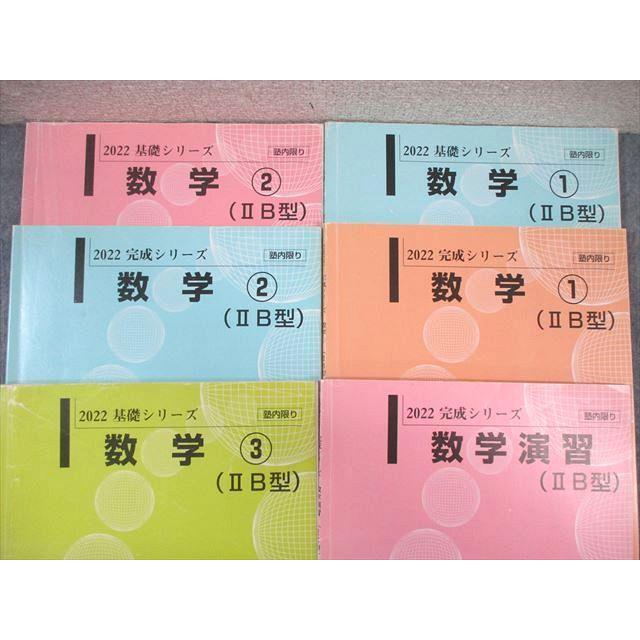 2022 基礎シリーズ
塾内限り
数学 ②
(ⅡB型)
2022 基礎シリーズ
塾内限り
数学 ①
(ⅡB型)
2022 完成シリーズ
塾内限り
数学 ②
(ⅡB型)
2022 完成シリーズ
塾内限り
数学 ①
(ⅡB型)
2022 基礎シリーズ
塾内限り
数学 ③
(ⅡB型)
2022 完成シリーズ
塾内限り
数学演習
(ⅡB型)